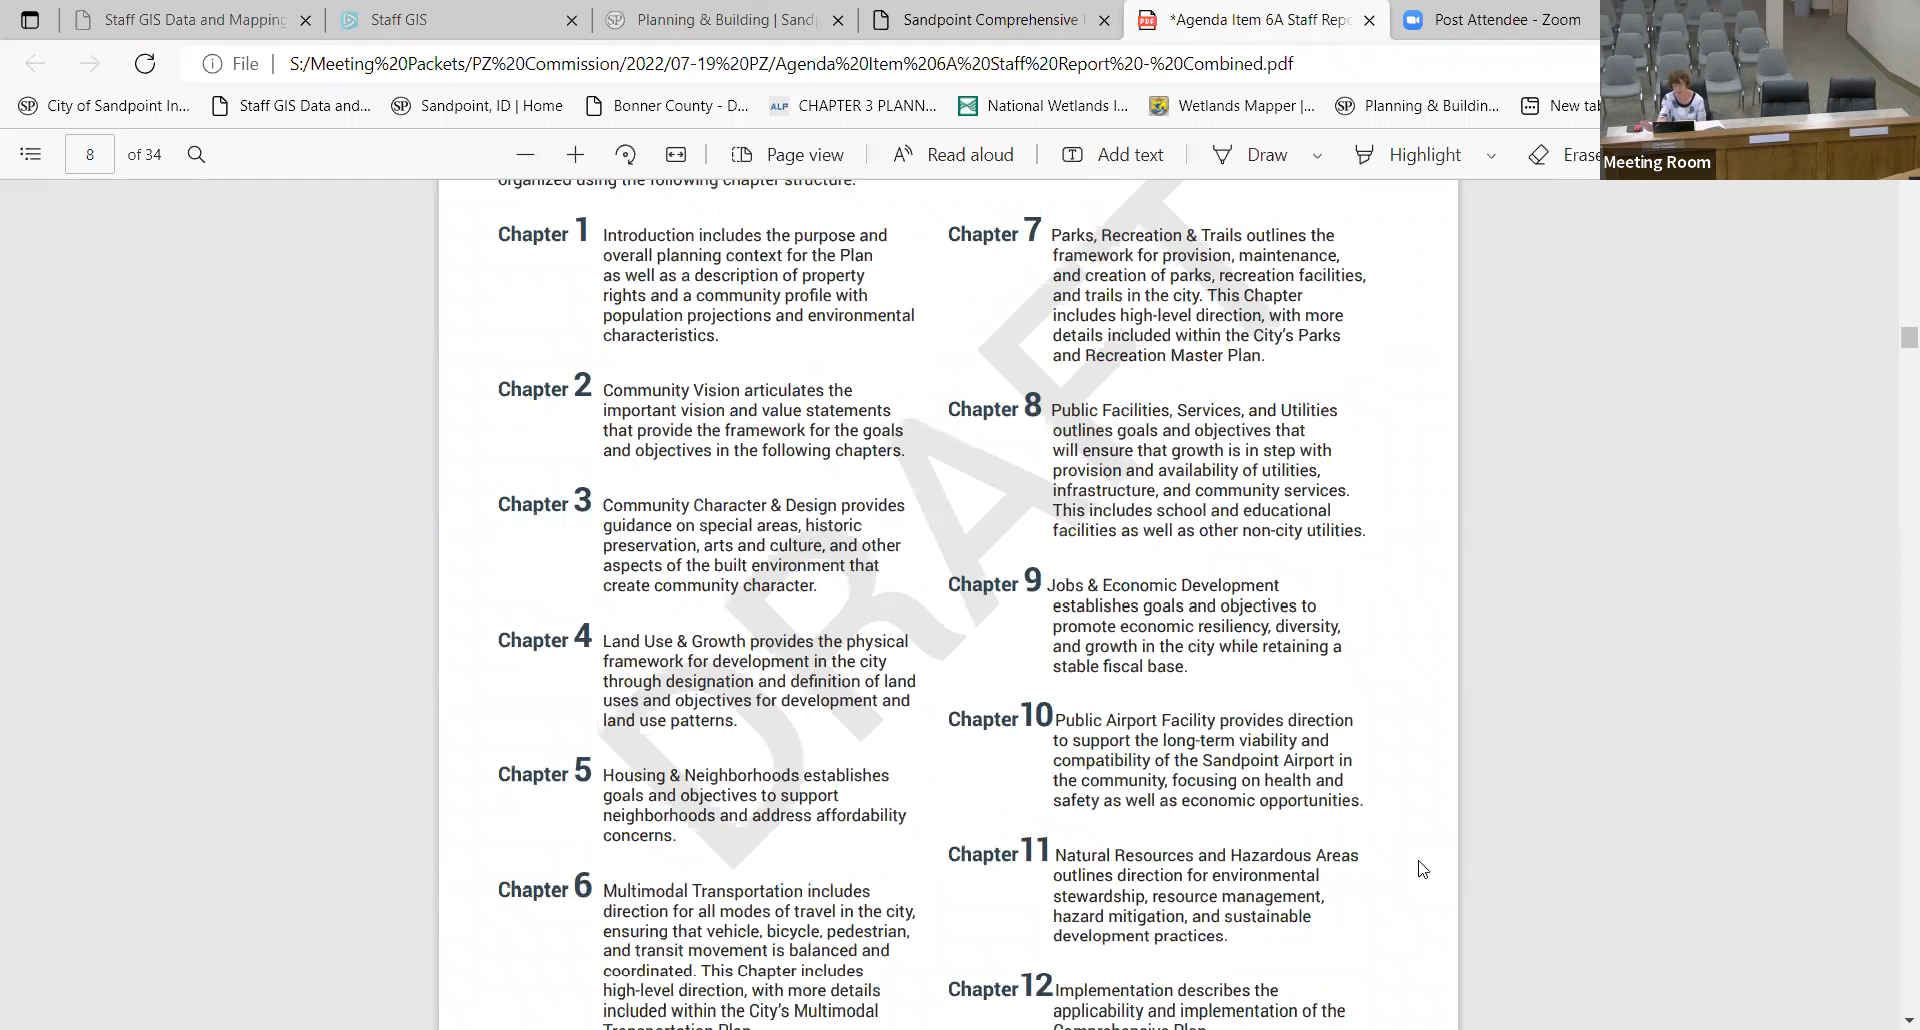 Staff GIS Data and Mapping
Staff GIS
Planning & Building | Sand
Sandpoint Comprehensive
*Agenda Item 6A Staff Repo
Post Attendee - Zoom
File
S:/Meeting%20Packets/PZ%20Commission/2022/07-19%20PZ/Agenda%20Item%206A%20Staff%20Report%20-%20Combined.pdf
City of Sandpoint In...
Staff GIS Data and...
Sandpoint, ID | Home
Bonner County - D...
ALP
CHAPTER 3 PLANN...
National Wetlands I...
Wetlands Mapper |...
Planning & Buildin...
New tab
8
of 34
Page view
Read aloud
Add text
Draw
Highlight
Erase
Meeting Room
organized using the following chapter structure.
Chapter 1 Introduction includes the purpose and
overall planning context for the Plan
as well as a description of property
rights and a community profile with
population projections and environmental
characteristics.
Chapter 2 Community Vision articulates the
important vision and value statements
that provide the framework for the goals
and objectives in the following chapters.
Chapter 3 Community Character & Design provides
guidance on special areas, historic
preservation, arts and culture, and other
aspects of the built environment that
create community character.
Chapter 4 Land Use & Growth provides the physical
framework for development in the city
through designation and definition of land
uses and objectives for development and
land use patterns.
Chapter 5 Housing & Neighborhoods establishes
goals and objectives to support
neighborhoods and address affordability
concerns.
Chapter 6 Multimodal Transportation includes
direction for all modes of travel in the city,
ensuring that vehicle, bicycle, pedestrian,
and transit movement is balanced and
coordinated. This Chapter includes
high-level direction, with more details
included within the City's Multimodal
Transportation Plan.
Chapter 7 Parks, Recreation & Trails outlines the
framework for provision, maintenance,
and creation of parks, recreation facilities,
and trails in the city. This Chapter
includes high-level direction, with more
details included within the City's Parks
and Recreation Master Plan.
Chapter 8 Public Facilities, Services, and Utilities
outlines goals and objectives that
will ensure that growth is in step with
provision and availability of utilities,
infrastructure, and community services.
This includes school and educational
facilities as well as other non-city utilities.
Chapter 9 Jobs & Economic Development
establishes goals and objectives to
promote economic resiliency, diversity,
and growth in the city while retaining a
stable fiscal base.
Chapter 10 Public Airport Facility provides direction
to support the long-term viability and
compatibility of the Sandpoint Airport in
the community, focusing on health and
safety as well as economic opportunities.
Chapter 11 Natural Resources and Hazardous Areas
outlines direction for environmental
stewardship, resource management,
hazard mitigation, and sustainable
development practices.
Chapter 12 Implementation describes the
applicability and implementation of the
Comprehensive Plan.
DRAFT